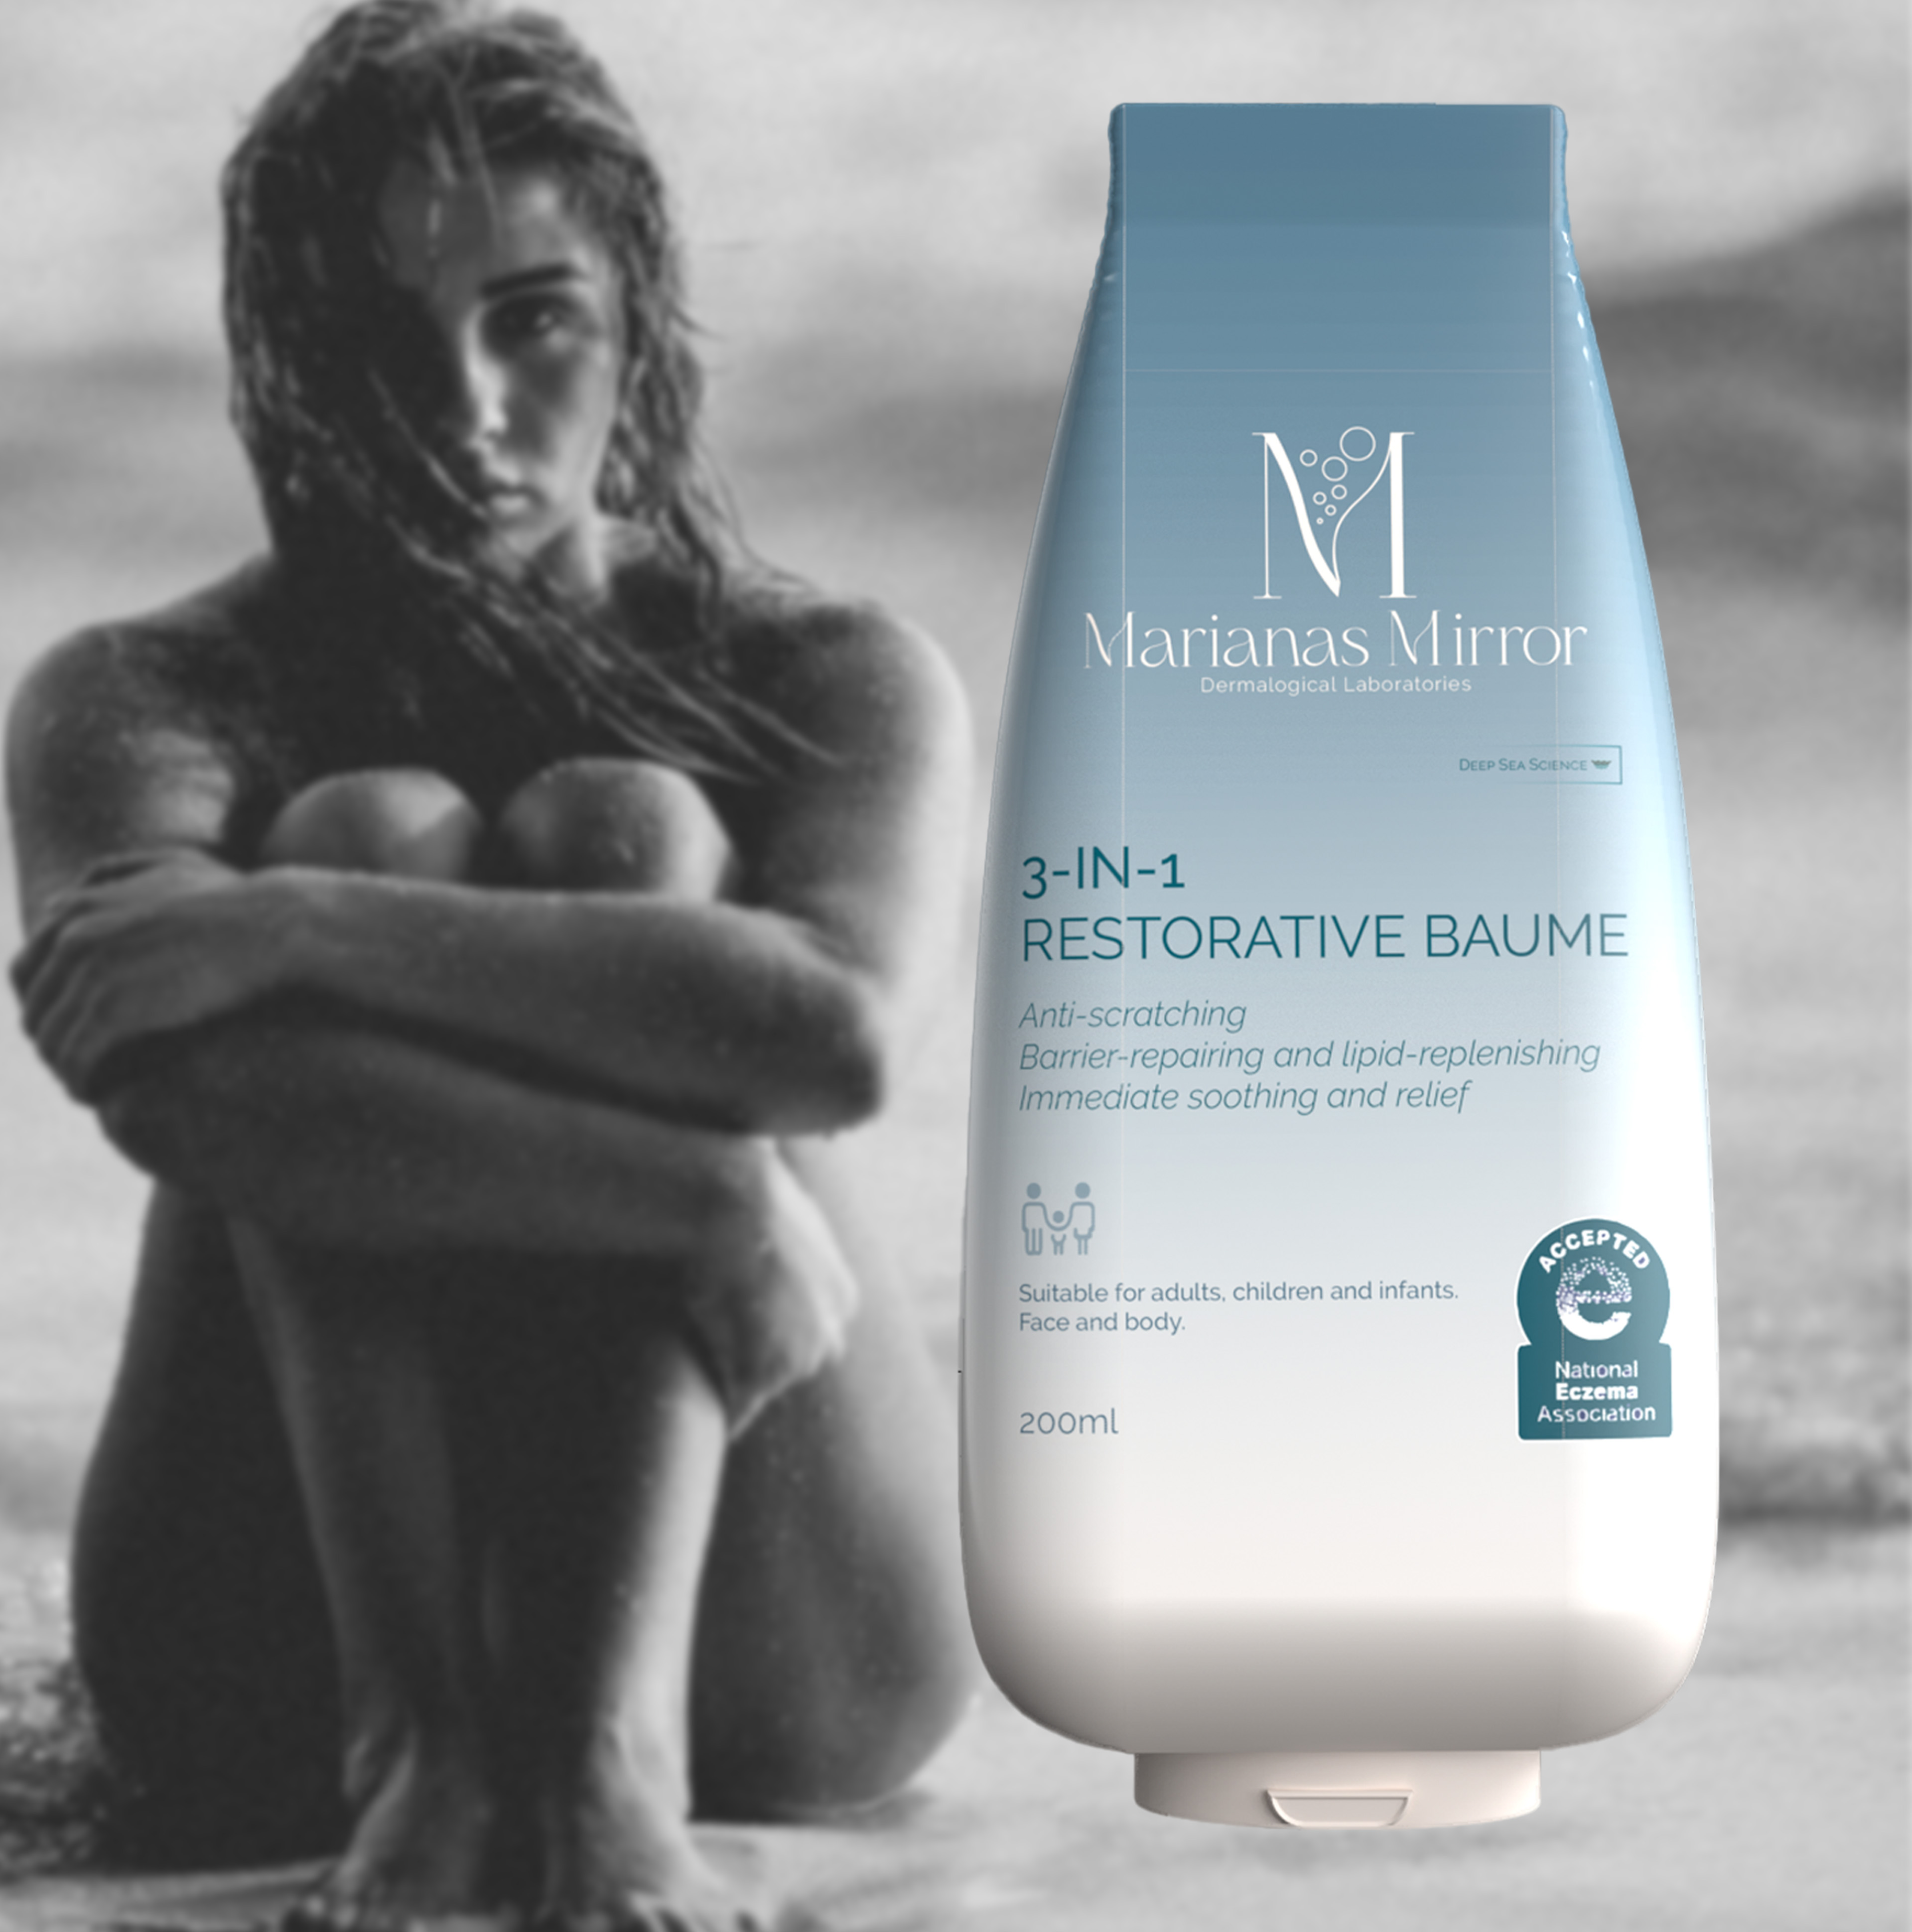 M
Marianas Mirror
Dermalogical Laboratories
DEEP SEA SCIENCE
3-IN-1
RESTORATIVE BAUME
Anti-scratching
Barrier-repairing and lipid-replenishing
Immediate soothing and relief
Suitable for adults, children and infants.
Face and body.
200ml
ACCEPTED
e
National
Eczema
Association